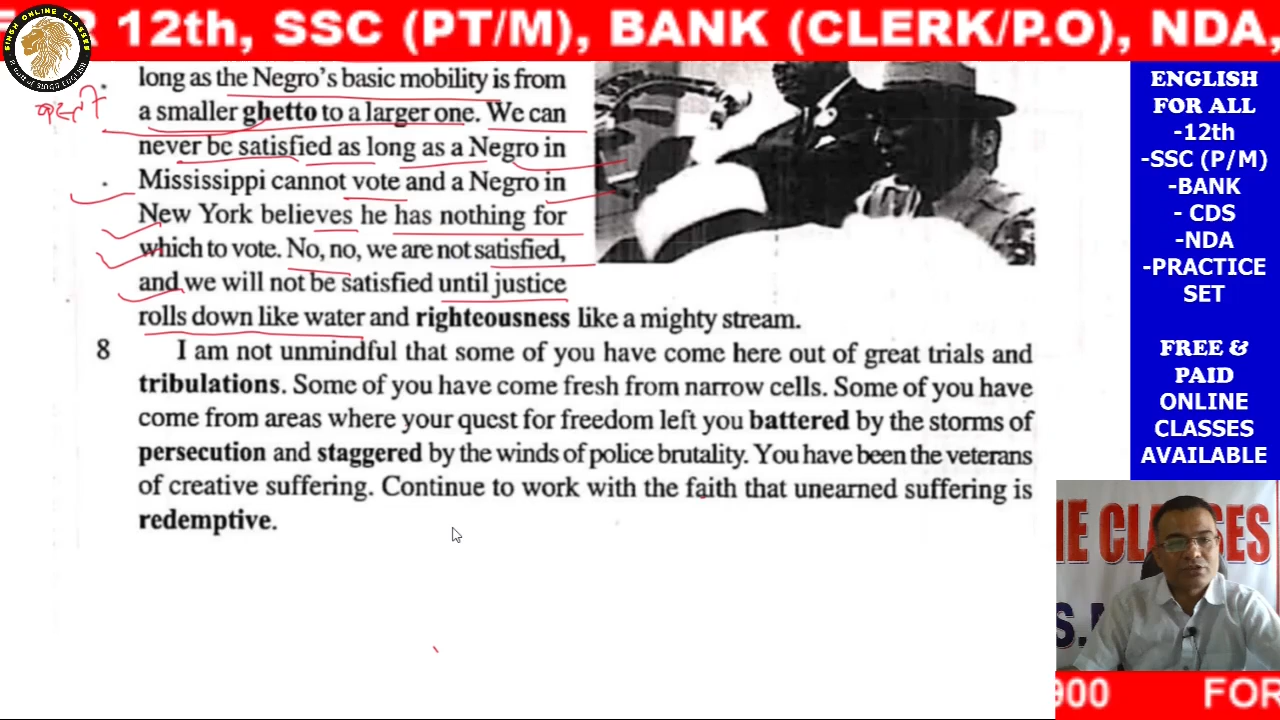 R 12th, SSC (PT/M), BANK (CLERK/P.O), NDA,
SINGH ONLINE CLASSES
long as the Negro's basic mobility is from
बस्ती
a smaller ghetto to a larger one. We can
never be satisfied as long as a Negro in
Mississippi cannot vote and a Negro in
New York believes he has nothing for
which to vote. No, no, we are not satisfied,
and we will not be satisfied until justice
rolls down like water and righteousness like a mighty stream.
8 I am not unmindful that some of you have come here out of great trials and
tribulations. Some of you have come fresh from narrow cells. Some of you have
come from areas where your quest for freedom left you battered by the storms of
persecution and staggered by the winds of police brutality. You have been the veterans
of creative suffering. Continue to work with the faith that unearned suffering is
redemptive.
ENGLISH
FOR ALL
-12th
-SSC (P/M)
-BANK
- CDS
-NDA
-PRACTICE
SET
FREE &
PAID
ONLINE
CLASSES
AVAILABLE
NE CLASSES
S.
900 FOR